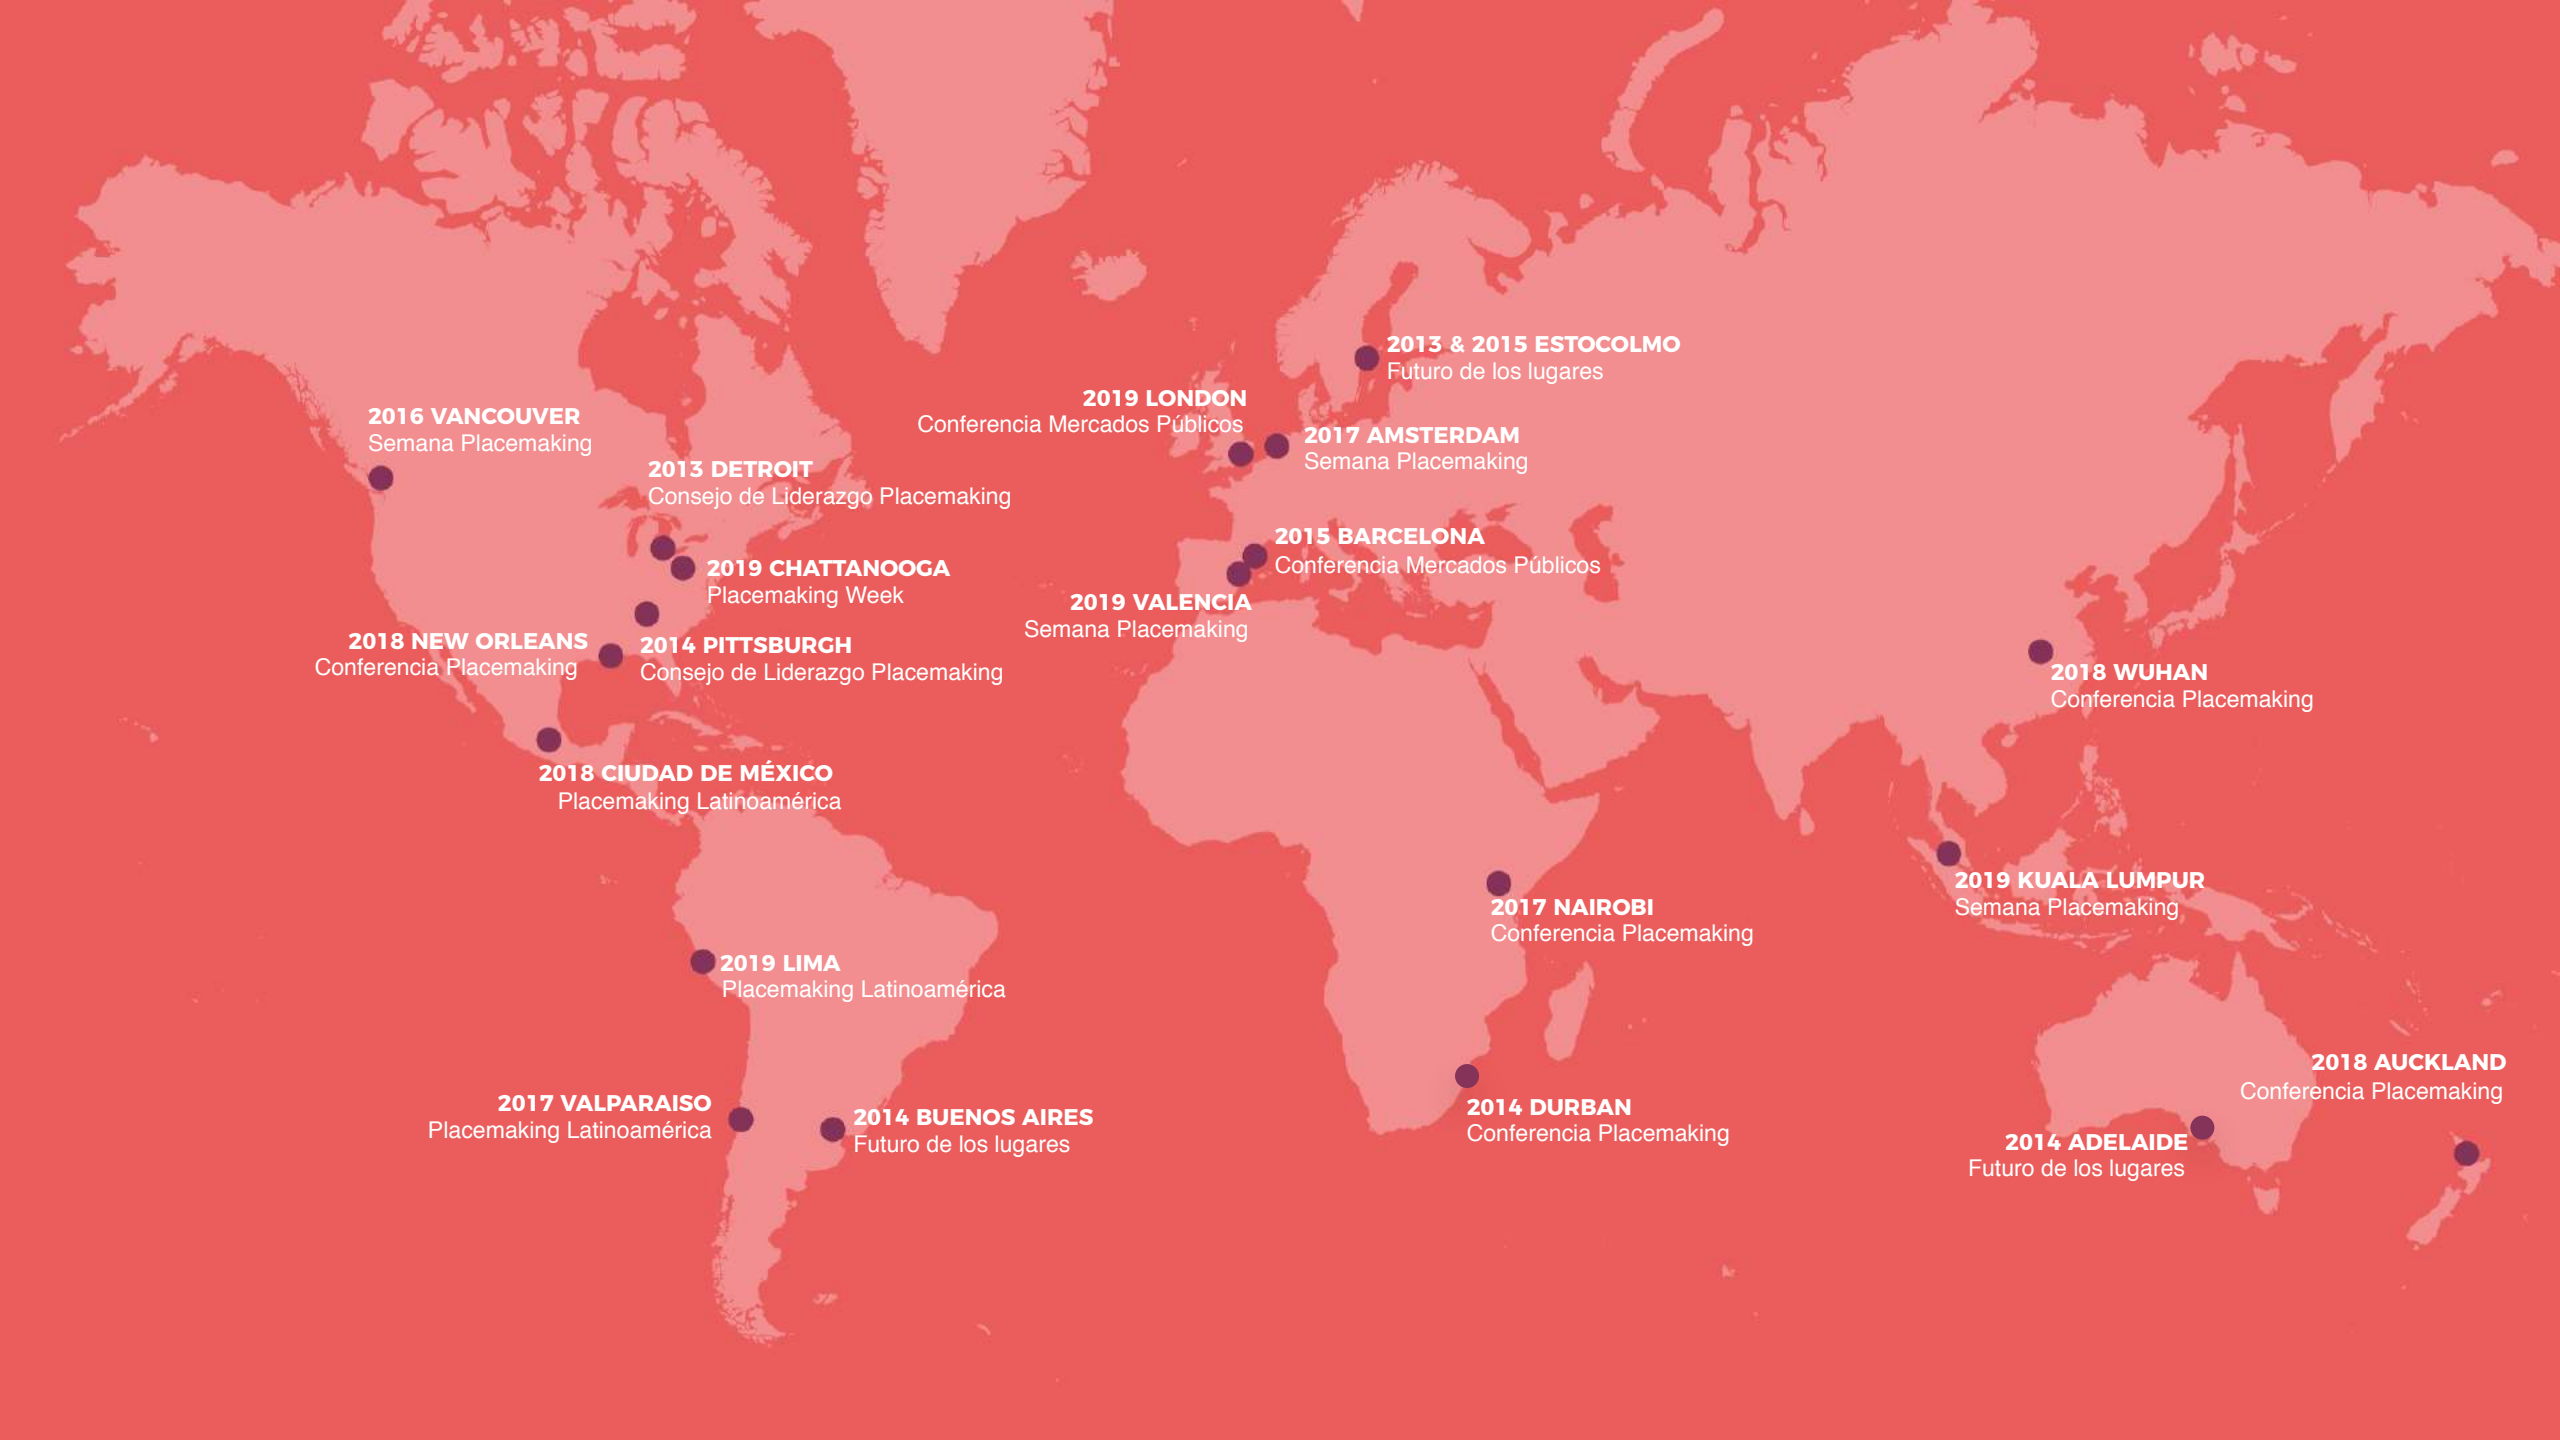 2013 & 2015 ESTOCOLMO
Futuro de los lugares
2019 LONDON
Conferencia Mercados Públicos
2016 VANCOUVER
Semana Placemaking
2017 AMSTERDAM
Semana Placemaking
2013 DETROIT
Consejo de Liderazgo Placemaking
2015 BARCELONA
Conferencia Mercados Públicos
2019 CHATTANOOGA
Placemaking Week
2019 VALENCIA
Semana Placemaking
2018 NEW ORLEANS
Conferencia Placemaking
2014 PITTSBURGH
Consejo de Liderazgo Placemaking
2018 WUHAN
Conferencia Placemaking
2018 CIUDAD DE MÉXICO
Placemaking Latinoamérica
2019 KUALA LUMPUR
Semana Placemaking
2017 NAIROBI
Conferencia Placemaking
2019 LIMA
Placemaking Latinoamérica
2018 AUCKLAND
Conferencia Placemaking
2017 VALPARAISO
Placemaking Latinoamérica
2014 BUENOS AIRES
Futuro de los lugares
2014 DURBAN
Conferencia Placemaking
2014 ADELAIDE
Futuro de los lugares